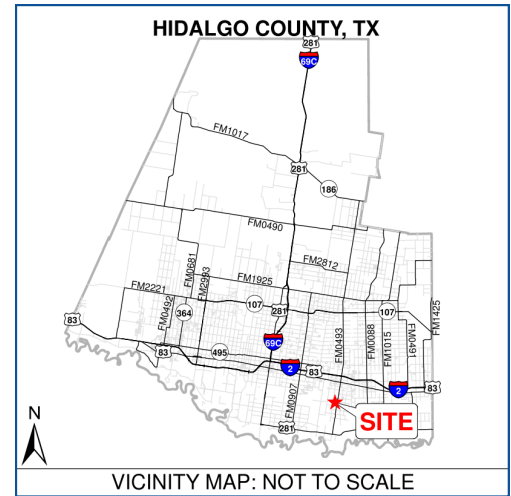 HIDALGO COUNTY, TX
281
69C
FM1017
281
186
FM0490
FM2812
FM0681
FM2993
FM1925
FM2221
FM0492
364
107
281
107
FM1425
83
69C
FM0493
FM0088
FM1015
FM0491
83
495
2
83
2
83
FM0907
281
SITE
N
VICINITY MAP: NOT TO SCALE